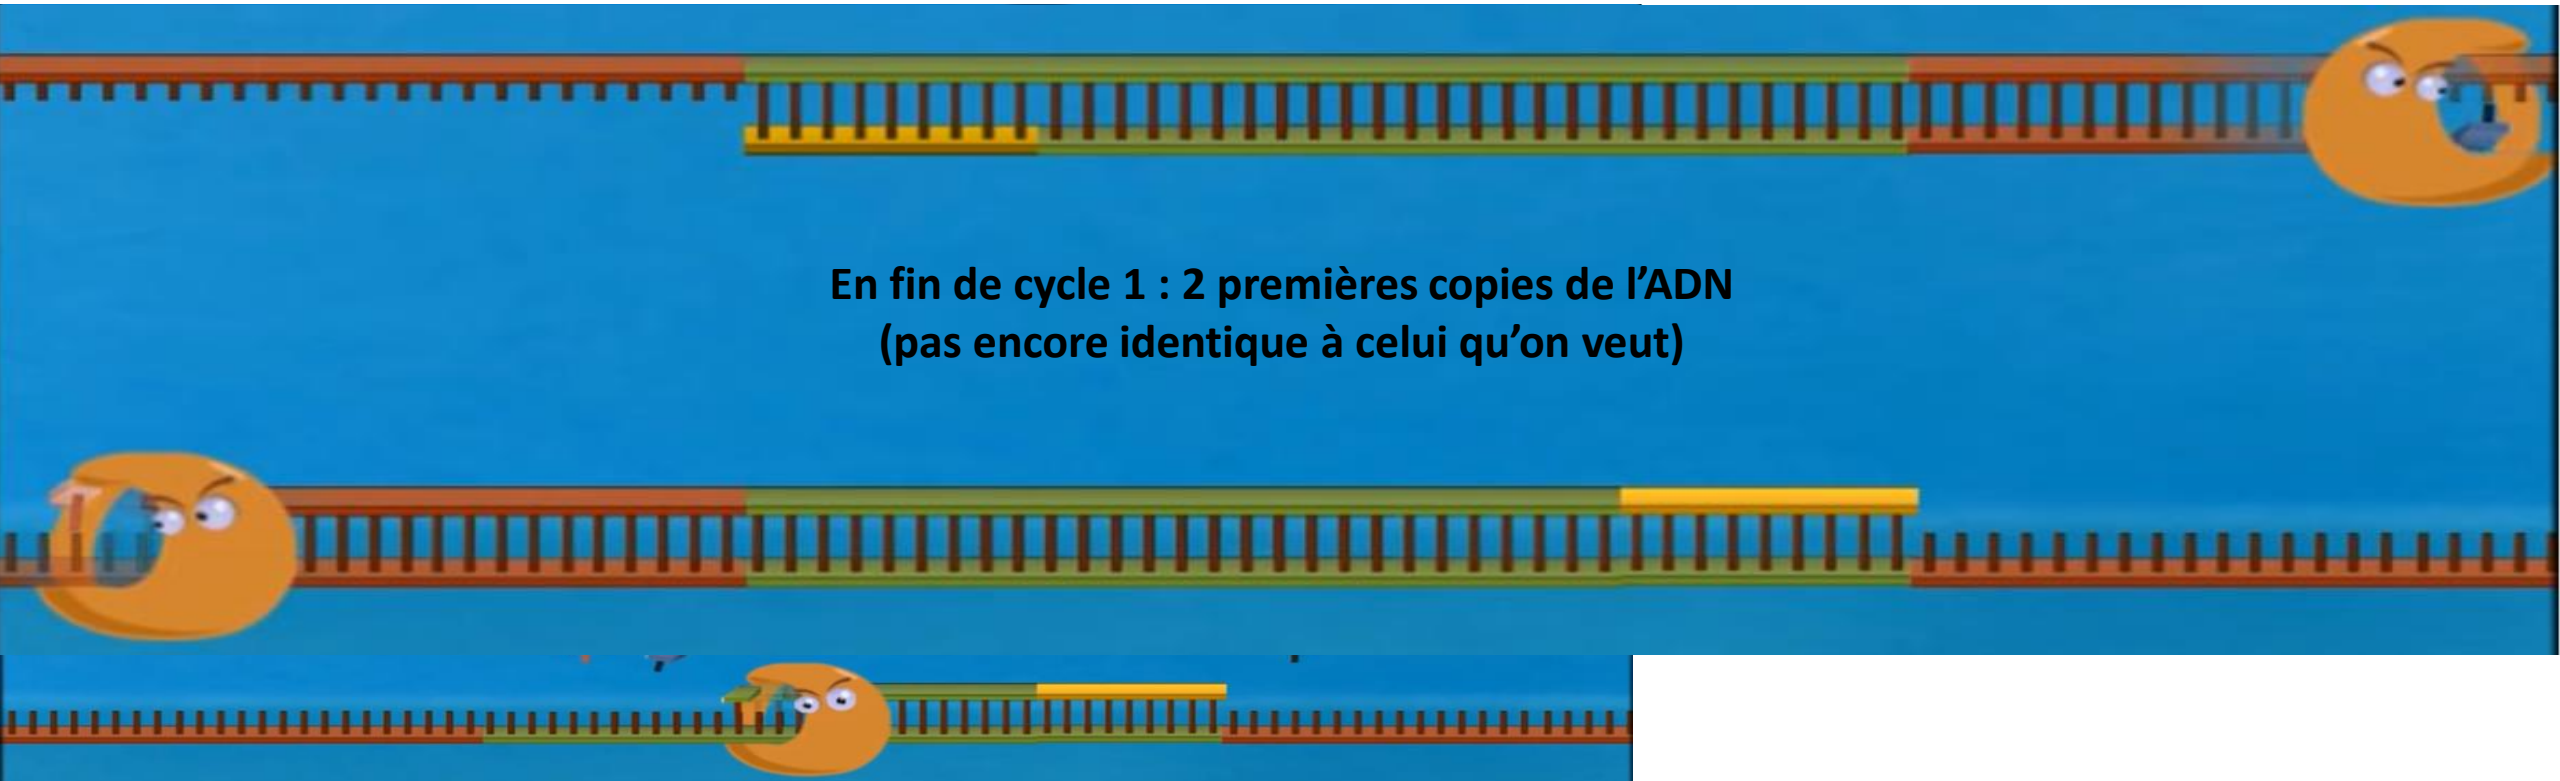 En fin de cycle 1 : 2 premières copies de l’ADN
(pas encore identique à celui qu’on veut)